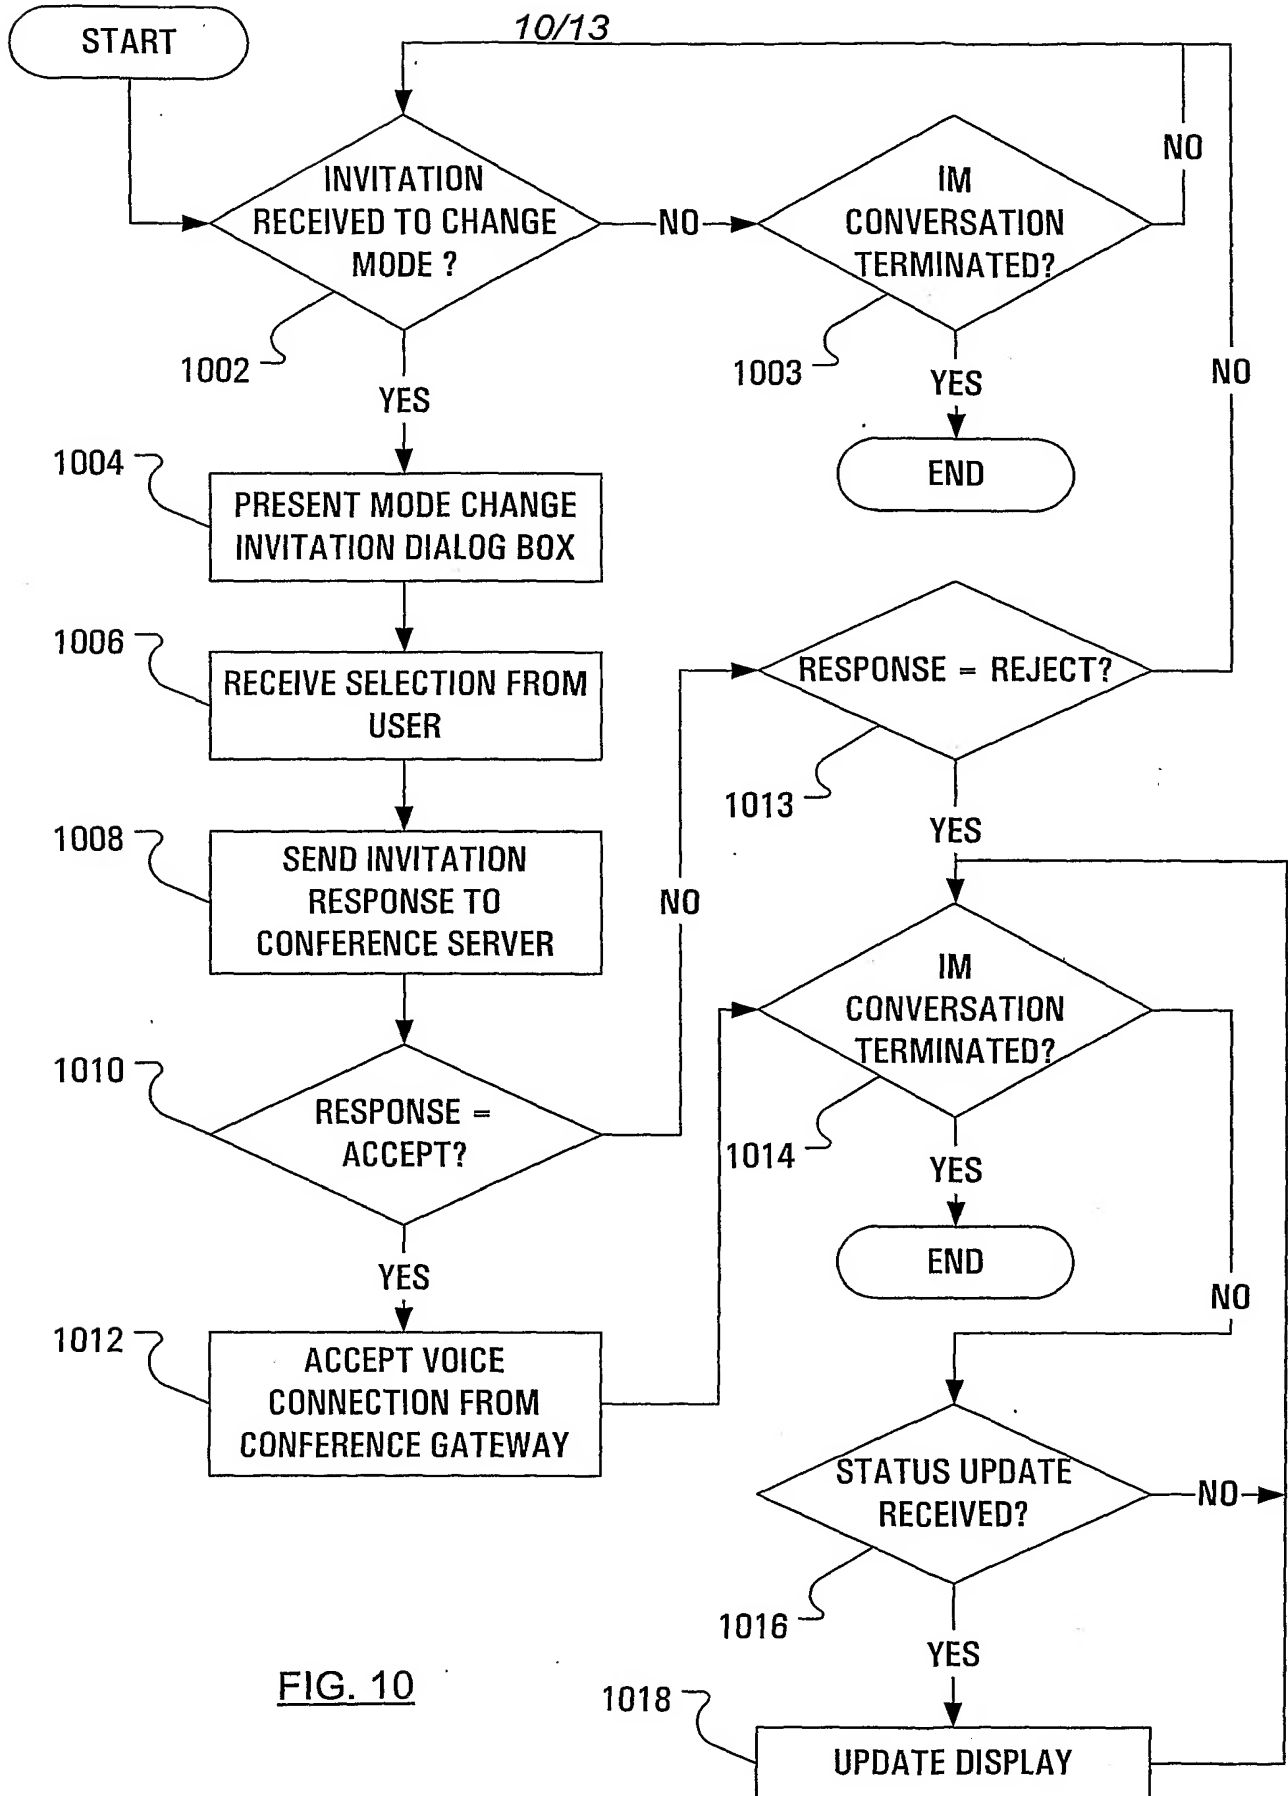 10/13
START
INVITATION
RECEIVED TO CHANGE
MODE ?
NO
IM
CONVERSATION
TERMINATED?
NO
1002
YES
1003
YES
NO
END
1004
PRESENT MODE CHANGE
INVITATION DIALOG BOX
1006
RECEIVE SELECTION FROM
USER
RESPONSE = REJECT?
1013
YES
1008
SEND INVITATION
RESPONSE TO
CONFERENCE SERVER
NO
IM
CONVERSATION
TERMINATED?
1010
RESPONSE =
ACCEPT?
1014
YES
END
NO
YES
1012
ACCEPT VOICE
CONNECTION FROM
CONFERENCE GATEWAY
STATUS UPDATE
RECEIVED?
NO
1016
YES
1018
UPDATE DISPLAY
FIG. 10